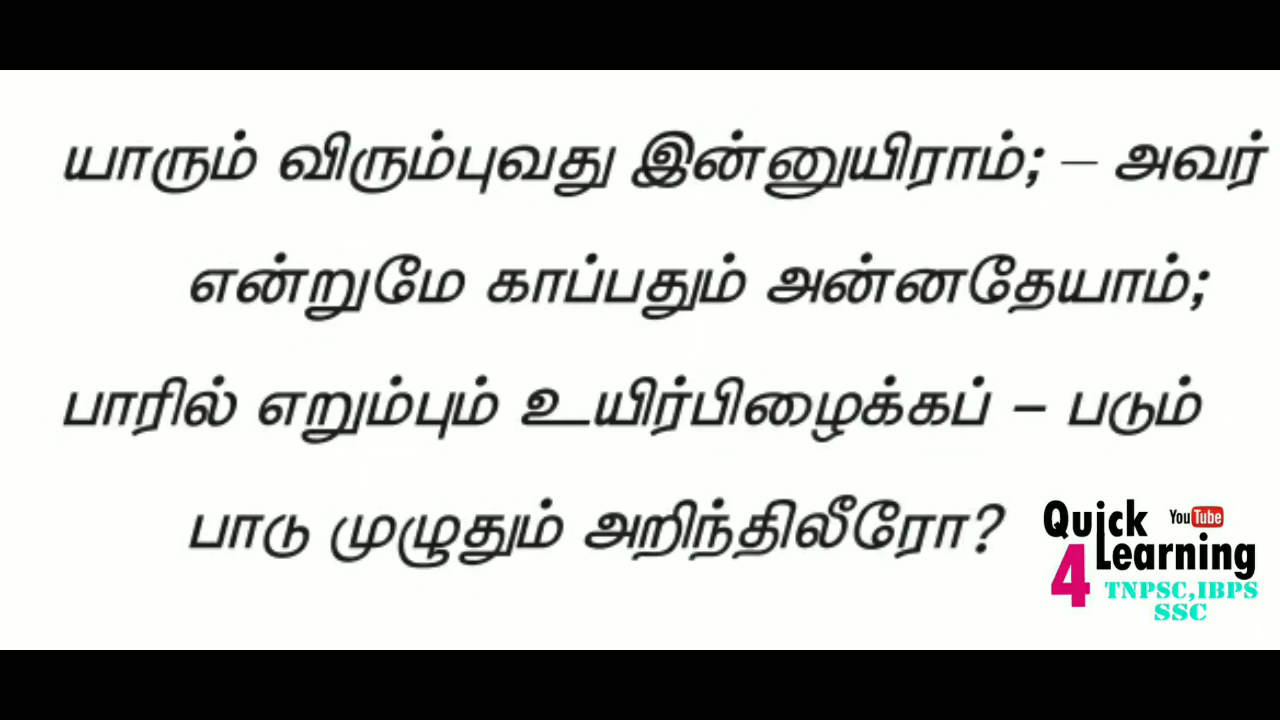 யாரும் விரும்புவது இன்னுயிராம்; – அவர்
என்றுமே காப்பதும் அன்னதேயாம்;
பாரில் எறும்பும் உயிர்பிழைக்கப் – படும்
பாடு முழுதும் அறிந்திலீரோ?
Quick YouTube
4 Learning
TNPSC,IBPS
SSC